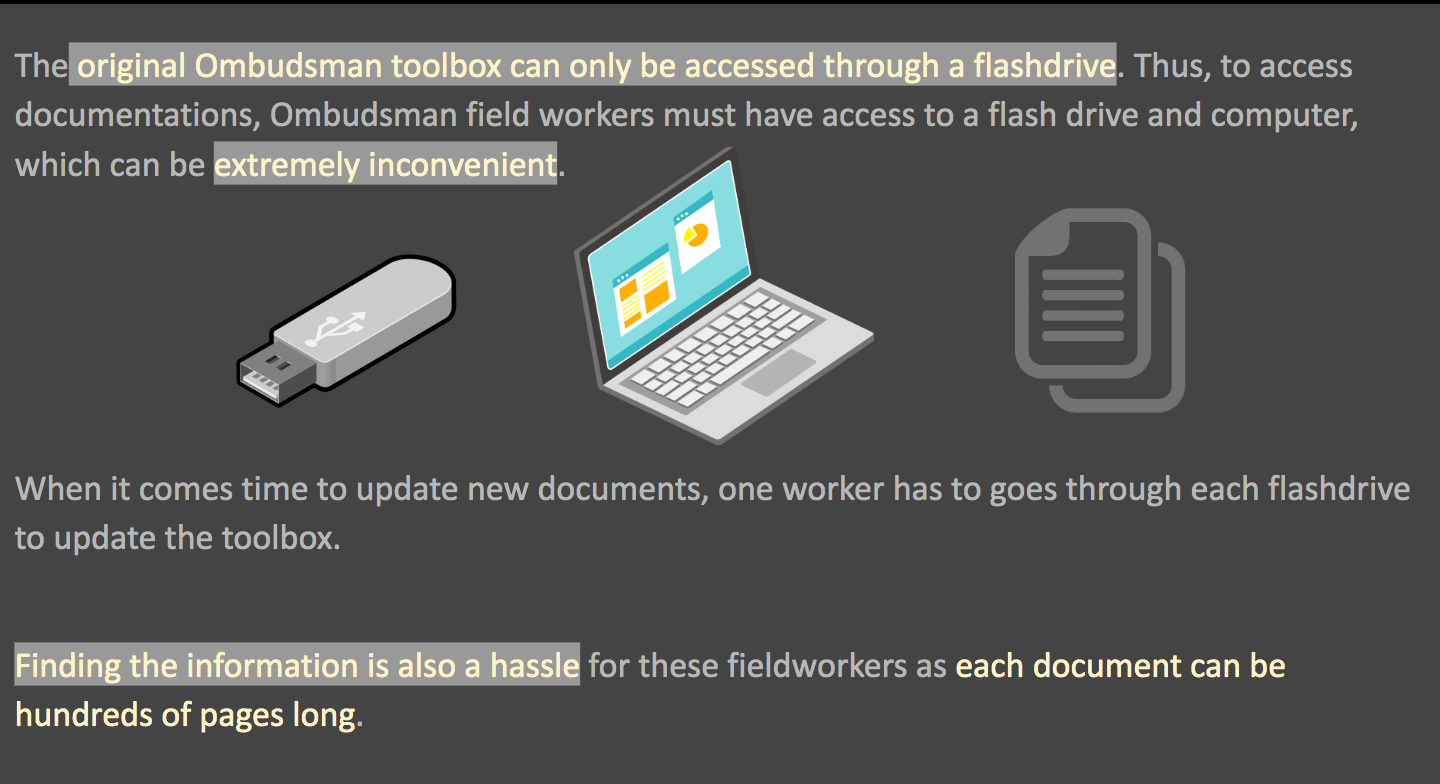 The original Ombudsman toolbox can only be accessed through a flashdrive. Thus, to access
documentations, Ombudsman field workers must have access to a flash drive and computer,
which can be extremely inconvenient.
When it comes time to update new documents, one worker has to goes through each flashdrive
to update the toolbox.
Finding the information is also a hassle for these fieldworkers as each document can be
hundreds of pages long.